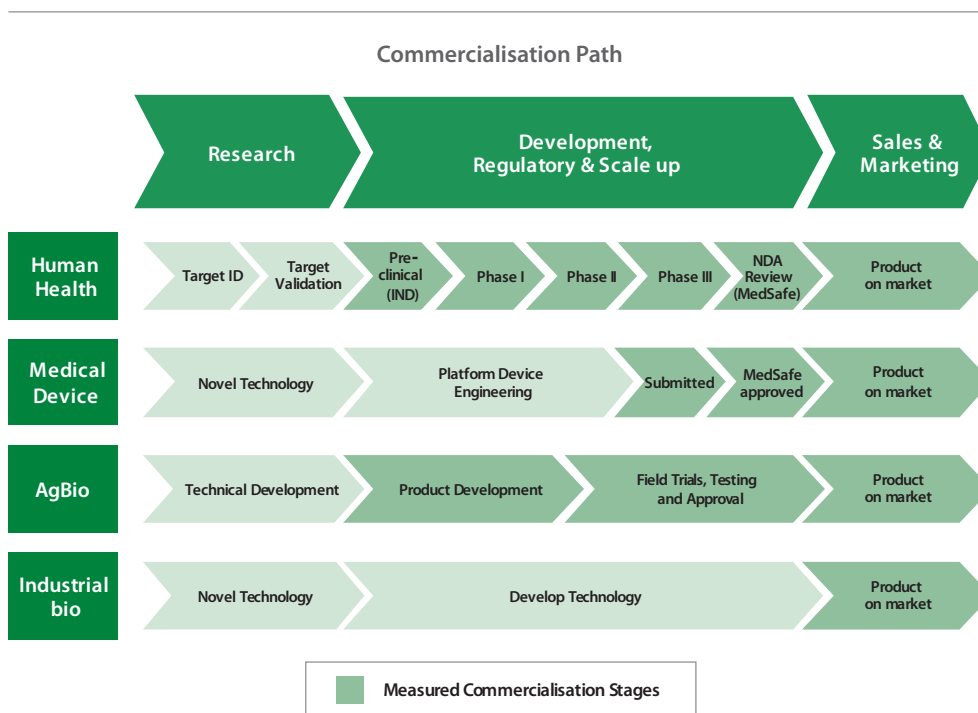 Commercialisation Path
Research
Development,
Regulatory & Scale up
Sales &
Marketing
Human
Health
Target ID
Target
Validation
Pre-
clinical
(IND)
Phase I
Phase II
Phase III
NDA
Review
(MedSafe)
Product
on market
Medical
Device
Novel Technology
Platform Device
Engineering
Submitted
MedSafe
approved
Product
on market
AgBio
Technical Development
Product Development
Field Trials, Testing
and Approval
Product
on market
Industrial
bio
Novel Technology
Develop Technology
Product
on market
Measured Commercialisation Stages